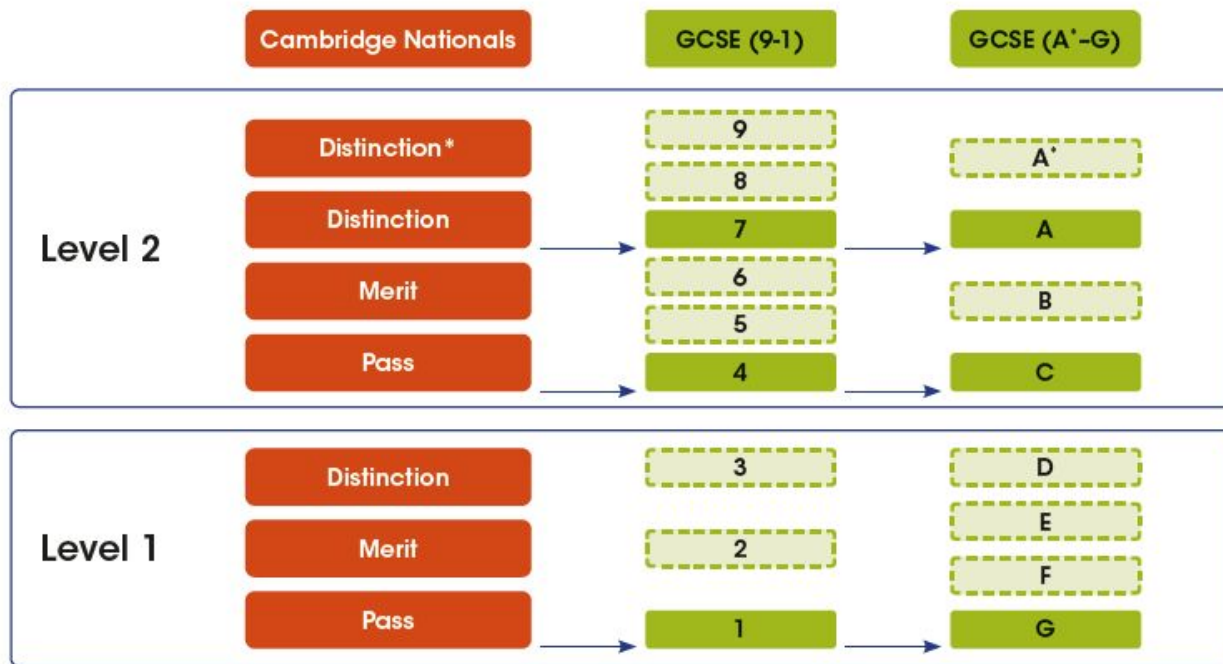 Cambridge Nationals
GCSE (9-1)
GCSE (A*-G)
Level 2
Distinction*
Distinction
Merit
Pass
9
8
7
6
5
4
A*
A
B
C
Level 1
Distinction
Merit
Pass
3
2
1
D
E
F
G